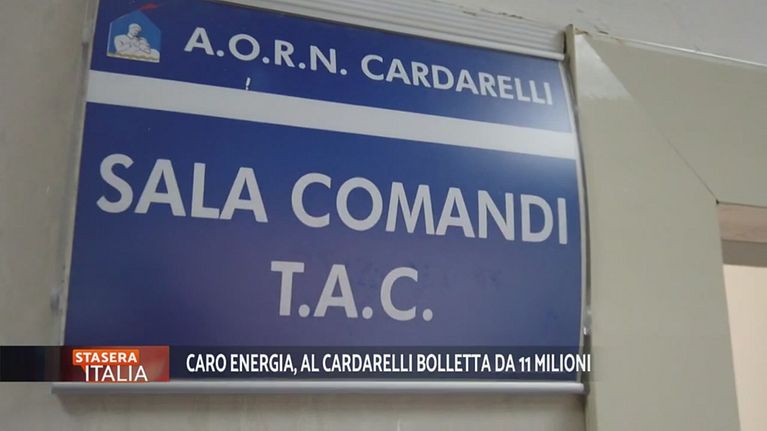 A.O.R.N. CARDARELLI
SALA COMANDI
T.A.C.
STASERA
ITALIA
CARO ENERGIA, AL CARDARELLI BOLLETTA DA 11 MILIONI